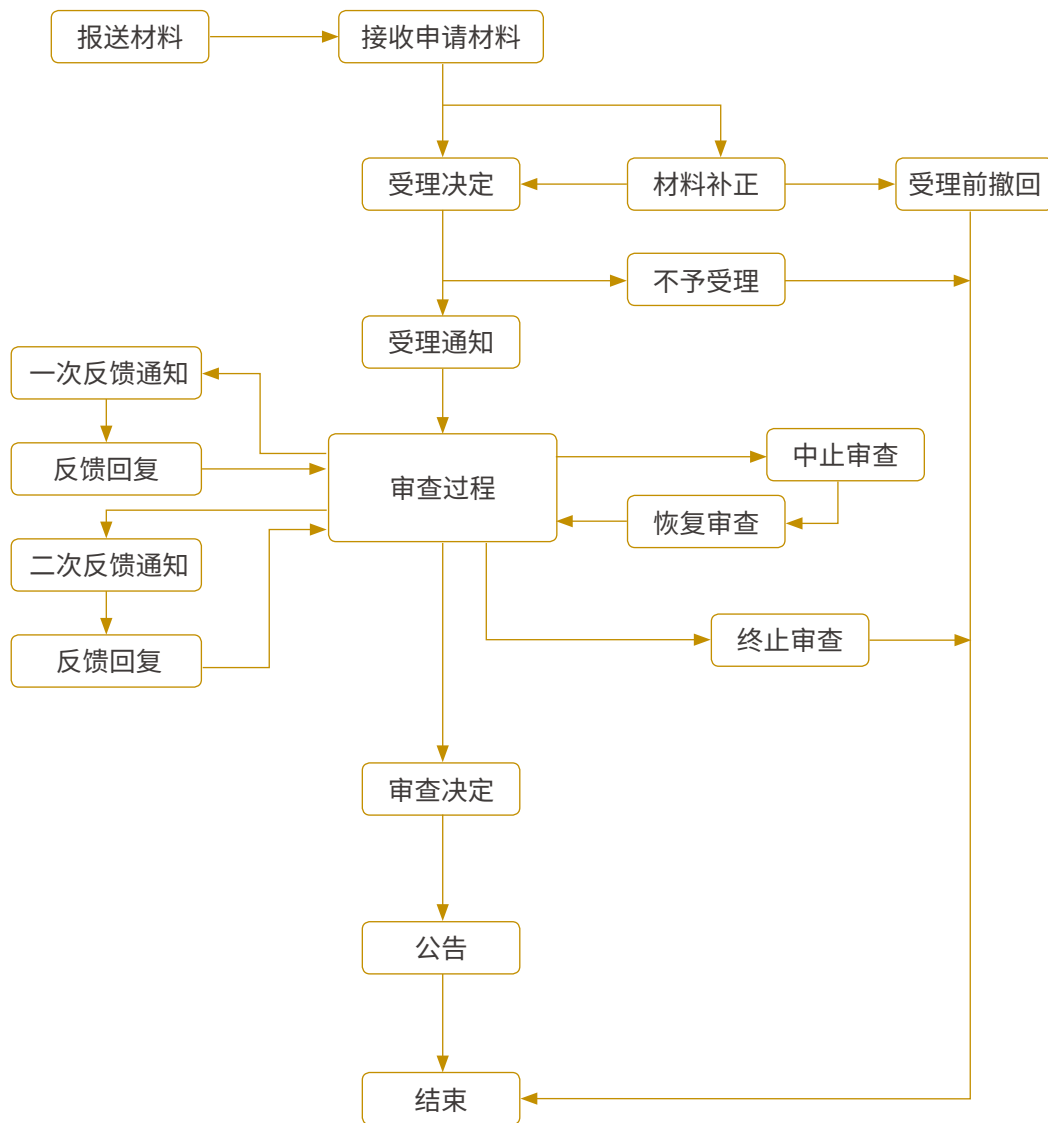 报送材料
接收申请材料
受理决定
材料补正
受理前撤回
不予受理
受理通知
一次反馈通知
反馈回复
审查过程
中止审查
恢复审查
二次反馈通知
反馈回复
终止审查
审查决定
公告
结束